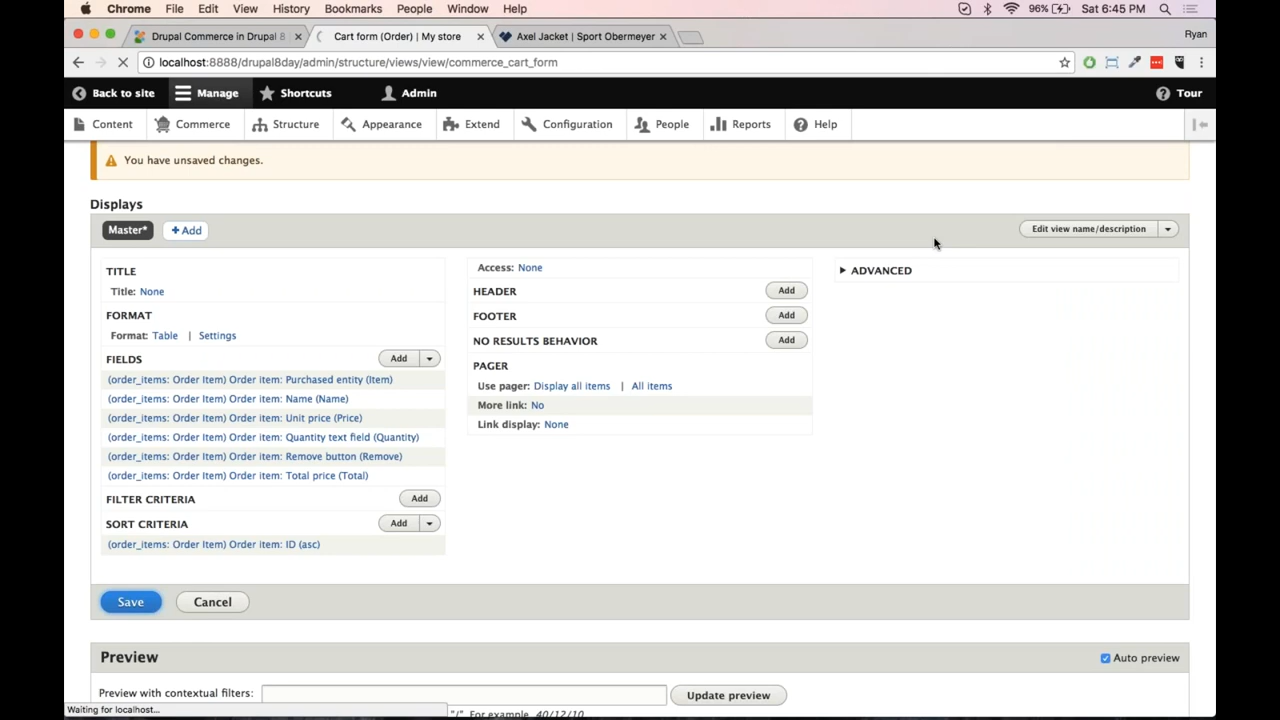 Chrome File Edit View History Bookmarks People Window Help 96% Sat 6:45 PM
Drupal Commerce in Drupal 8 Cart form (Order) | My store Axel Jacket | Sport Obermeyer Ryan
localhost:8888/drupal8day/admin/structure/views/view/commerce_cart_form
Back to site Manage Shortcuts Admin Tour
Content Commerce Structure Appearance Extend Configuration People Reports Help
You have unsaved changes.
Displays
Master* + Add Edit view name/description
TITLE
Title: None
FORMAT
Format: Table | Settings
FIELDS Add
(order_items: Order Item) Order item: Purchased entity (Item)
(order_items: Order Item) Order item: Name (Name)
(order_items: Order Item) Order item: Unit price (Price)
(order_items: Order Item) Order item: Quantity text field (Quantity)
(order_items: Order Item) Order item: Remove button (Remove)
(order_items: Order Item) Order item: Total price (Total)
FILTER CRITERIA Add
SORT CRITERIA Add
(order_items: Order Item) Order item: ID (asc)
Access: None
HEADER Add
FOOTER Add
NO RESULTS BEHAVIOR Add
PAGER
Use pager: Display all items | All items
More link: No
Link display: None
ADVANCED
Save Cancel
Preview Auto preview
Preview with contextual filters: Update preview
Waiting for localhost... "/". For example, 40/12/10